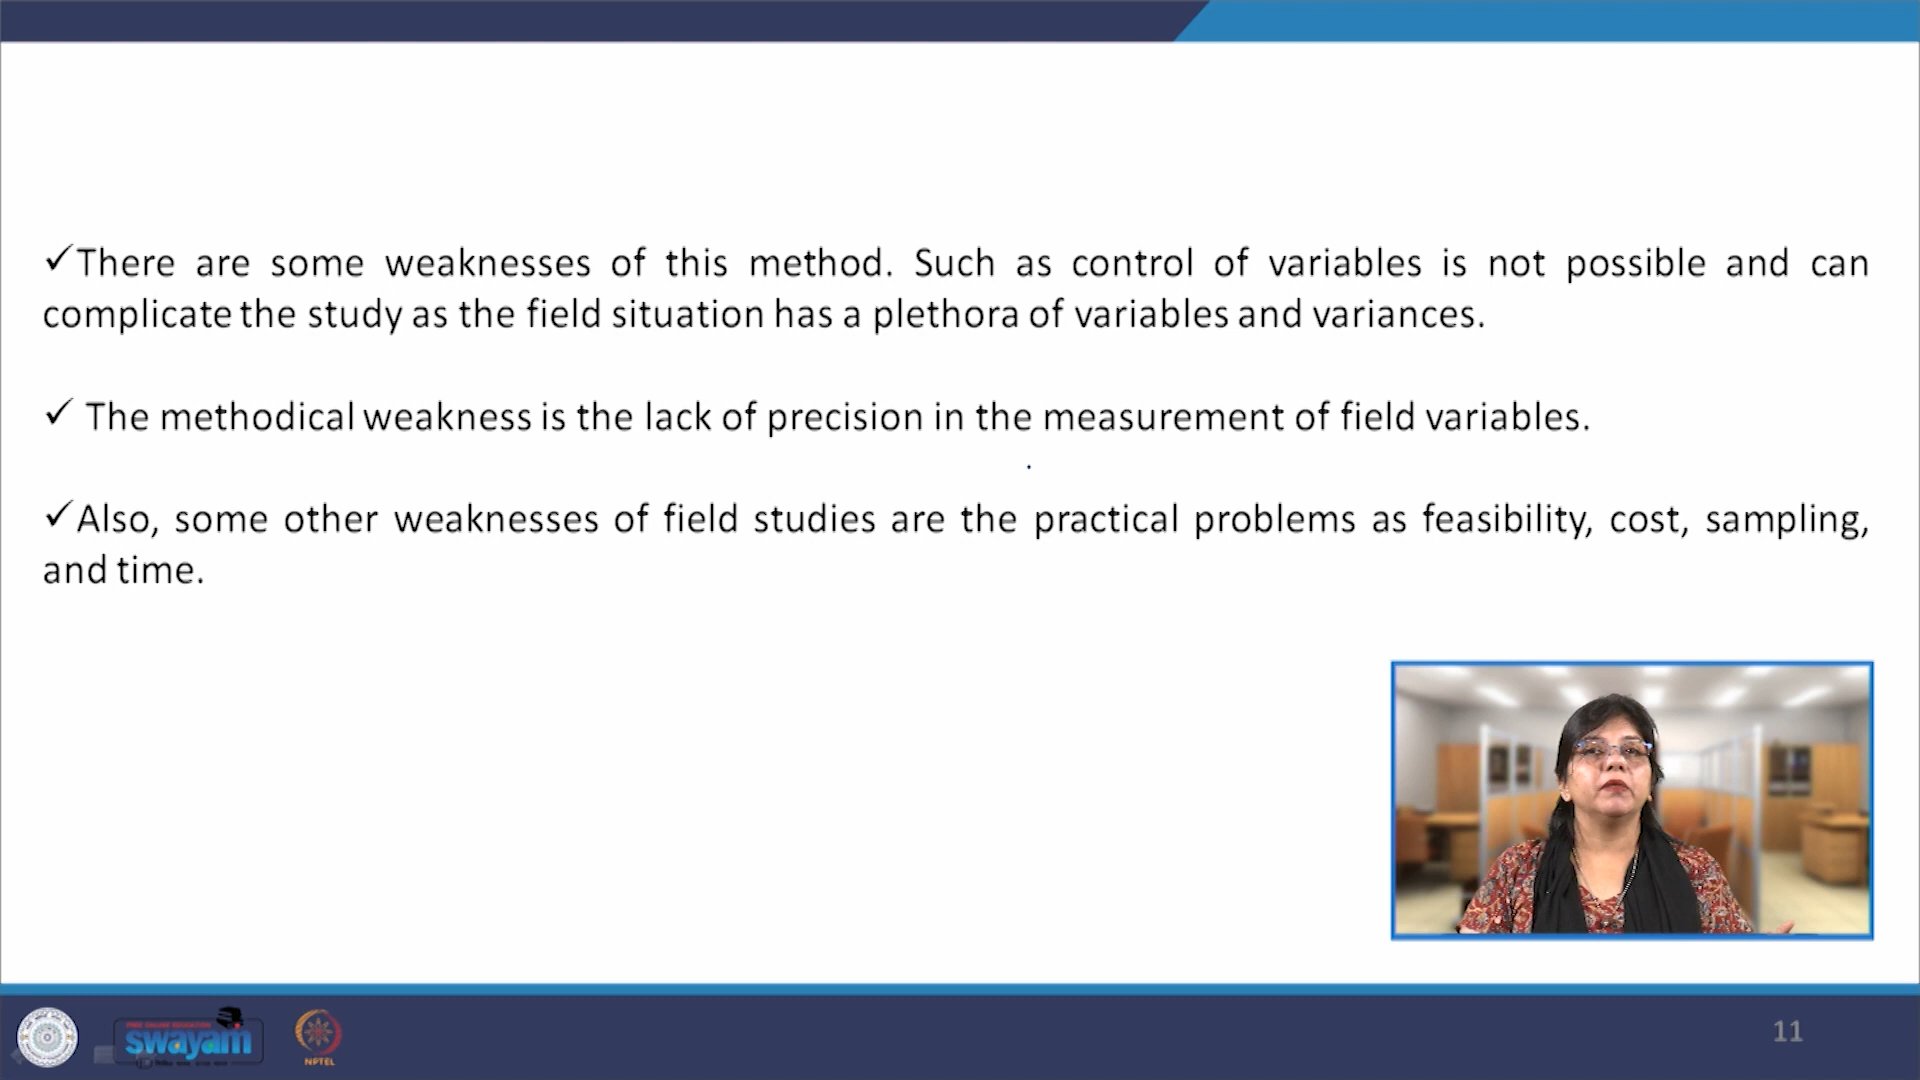 ✓There are some weaknesses of this method. Such as control of variables is not possible and can
complicate the study as the field situation has a plethora of variables and variances.
✓ The methodical weakness is the lack of precision in the measurement of field variables.
✓Also, some other weaknesses of field studies are the practical problems as feasibility, cost, sampling,
and time.
FREE ONLINE EDUCATION
swayam
NPTEL
11